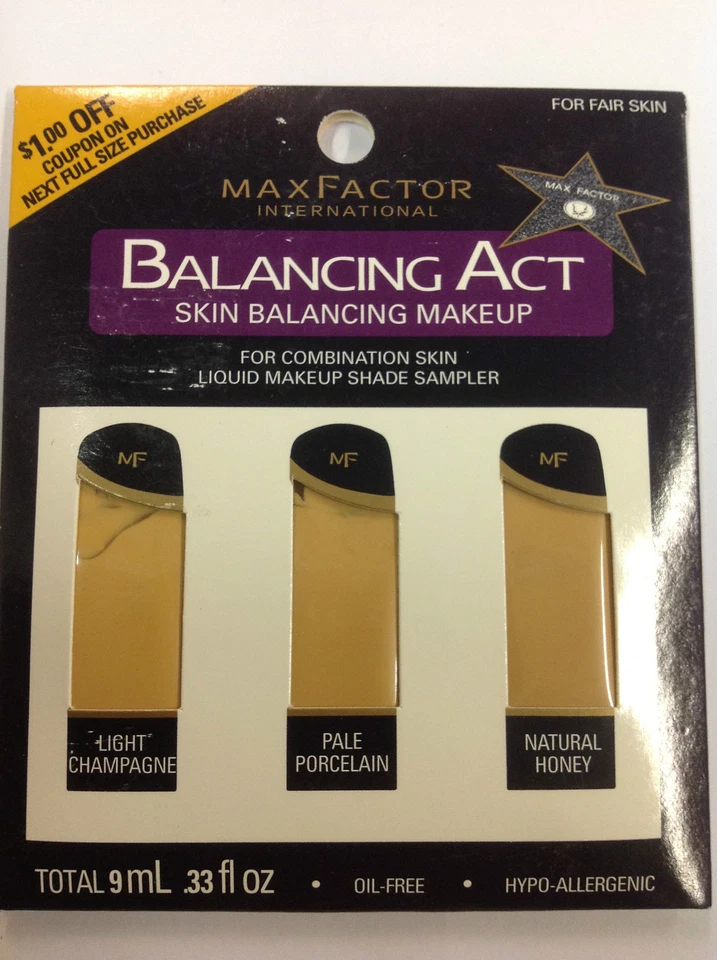 $1.00 OFF
COUPON ON
NEXT FULL SIZE PURCHASE
FOR FAIR SKIN
MAXFACTOR
INTERNATIONAL
MAX FACTOR
BALANCING ACT
SKIN BALANCING MAKEUP
FOR COMBINATION SKIN
LIQUID MAKEUP SHADE SAMPLER
MF
MF
MF
LIGHT
CHAMPAGNE
PALE
PORCELAIN
NATURAL
HONEY
TOTAL 9 mL .33 fl oz • OIL-FREE • HYPO-ALLERGENIC